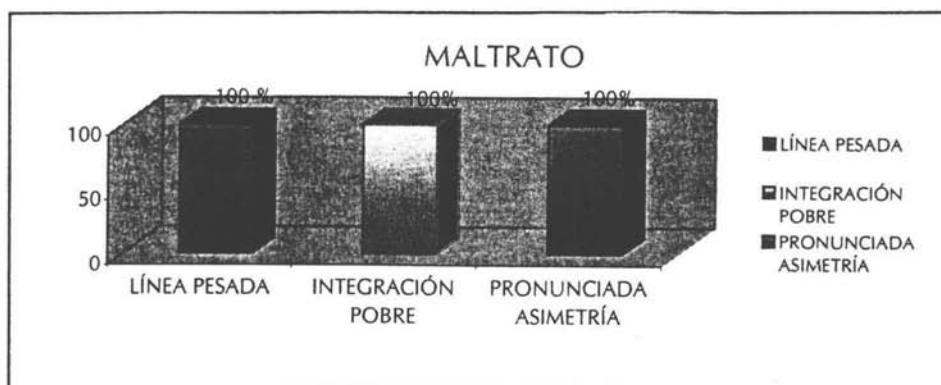 MALTRATO
100 %
100%
100%
100
50
0
LÍNEA PESADA
INTEGRACIÓN
POBRE
PRONUNCIADA
ASIMETRÍA
LÍNEA PESADA
INTEGRACIÓN
POBRE
PRONUNCIADA
ASIMETRÍA